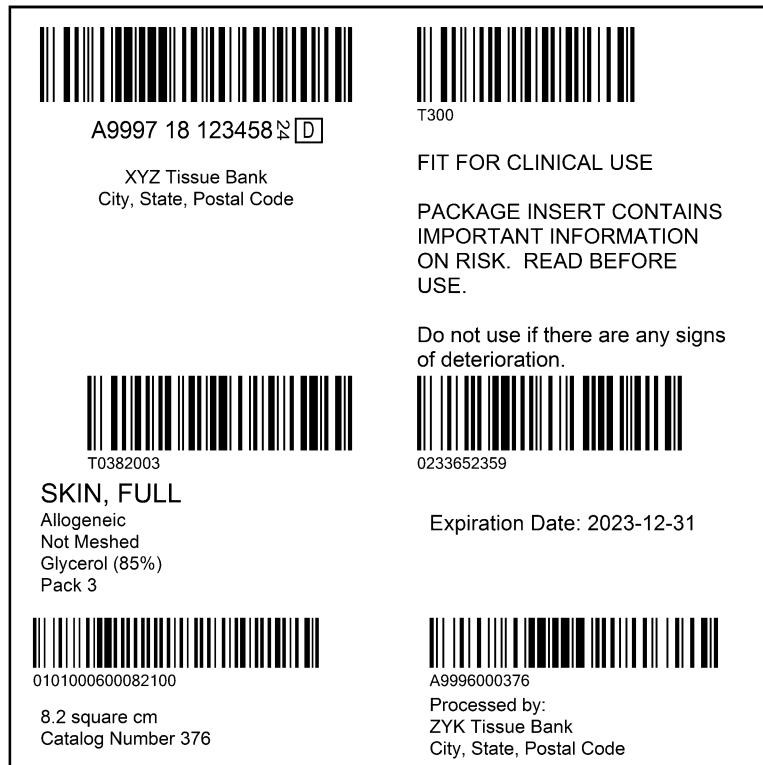 A9997 18 123458 24 D
XYZ Tissue Bank
City, State, Postal Code
T300
FIT FOR CLINICAL USE
PACKAGE INSERT CONTAINS
IMPORTANT INFORMATION
ON RISK.  READ BEFORE
USE.
Do not use if there are any signs
of deterioration.
T0382003
SKIN, FULL
Allogeneic
Not Meshed
Glycerol (85%)
Pack 3
0233652359
Expiration Date: 2023-12-31
0101000600082100
8.2 square cm
Catalog Number 376
A9996000376
Processed by:
ZYK Tissue Bank
City, State, Postal Code